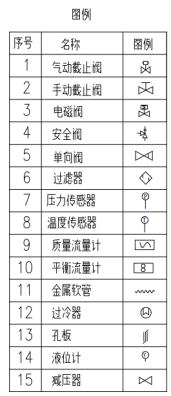 图例
序号 名称 图例
1 气动截止阀
2 手动截止阀
3 电磁阀
4 安全阀
5 单向阀
6 过滤器
7 压力传感器
8 温度传感器
9 质量流量计
10 平衡流量计 8
11 金属软管
12 过冷器
13 孔板
14 液位计
15 减压器